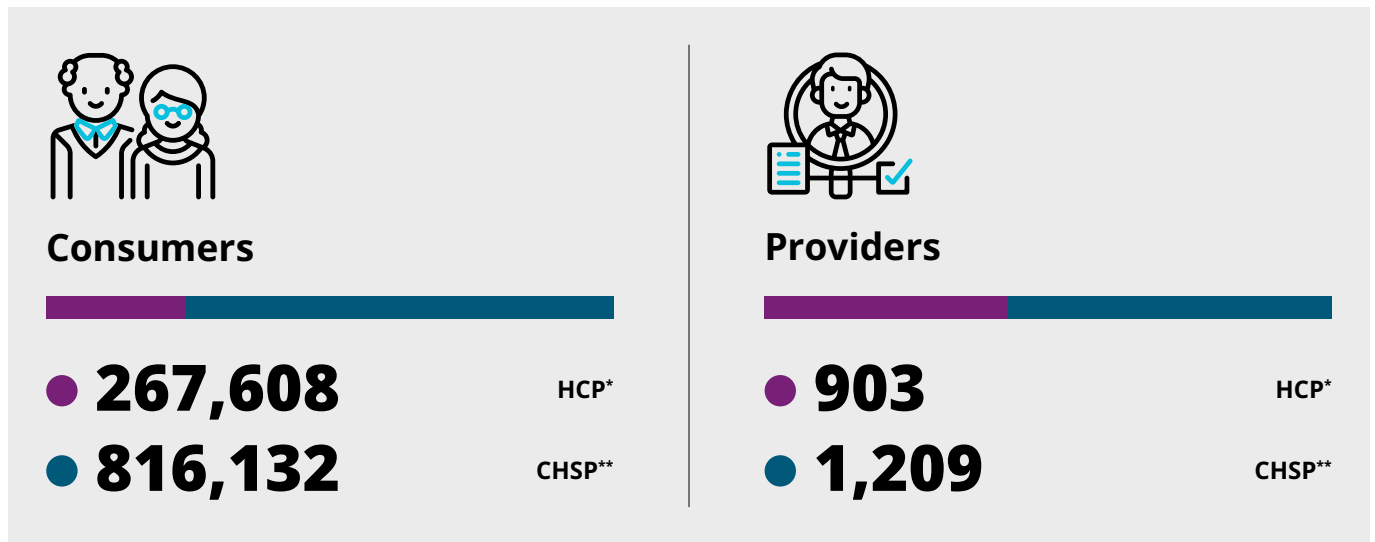 Consumers
267,608 HCP*
816,132 CHSP**
Providers
903 HCP*
1,209 CHSP**